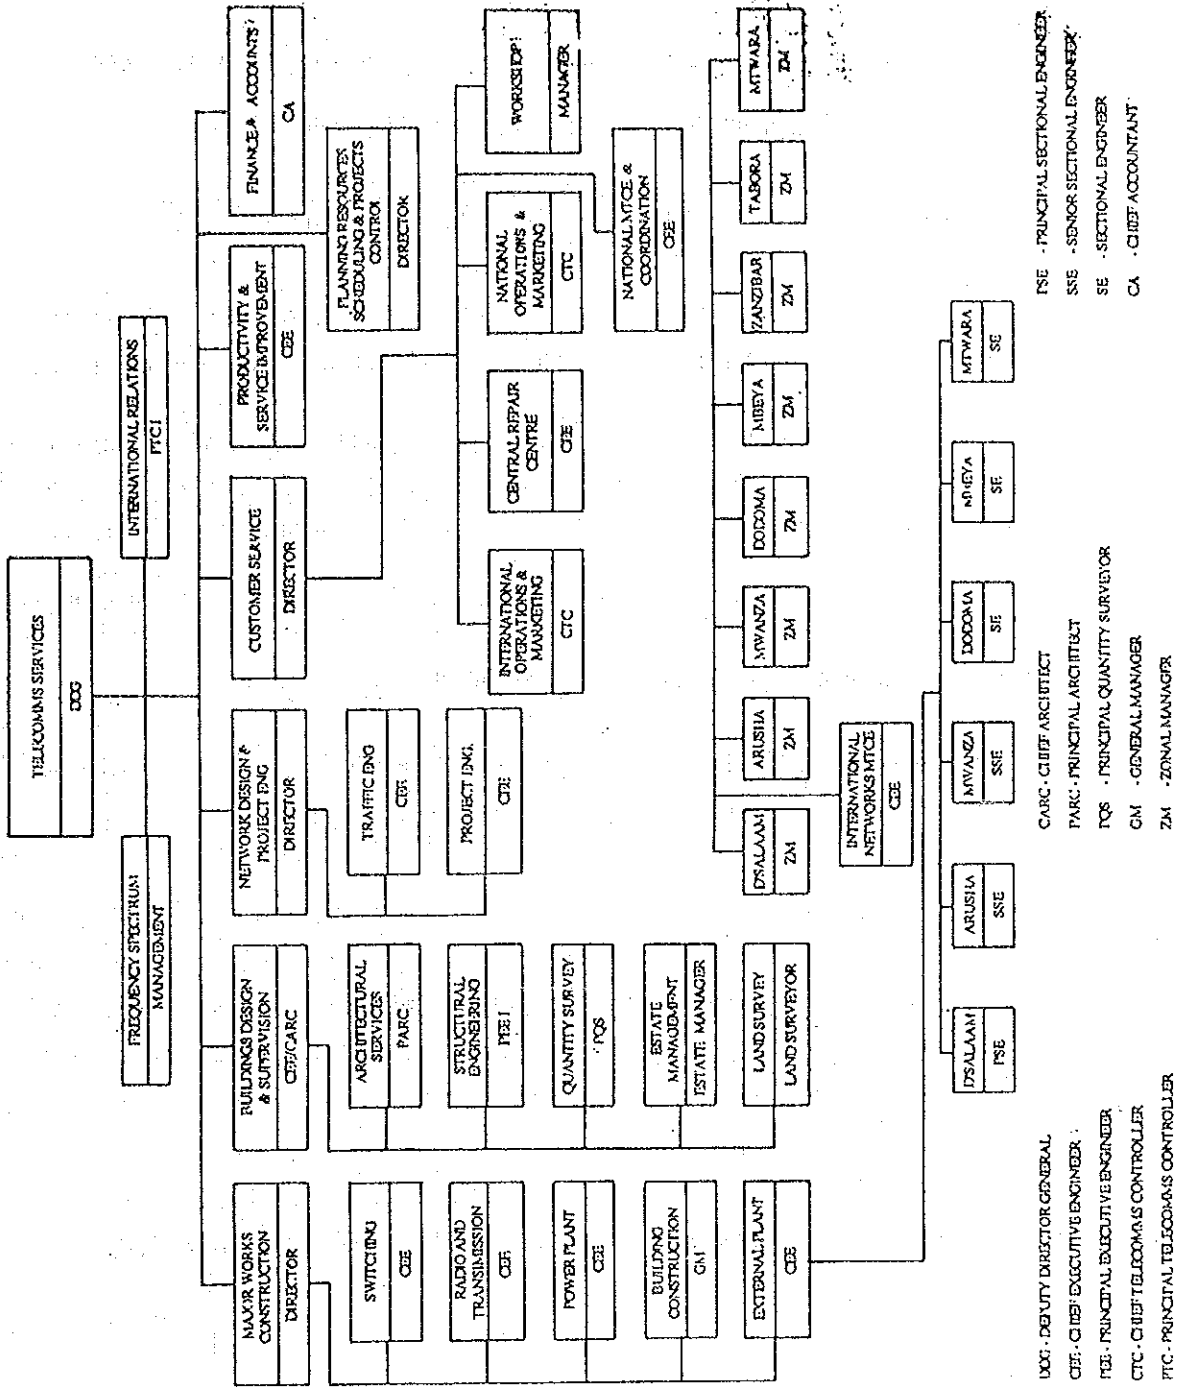 TELECOMMS SERVICES
DDG
FREQUENCY SPECTRUM
MANAGEMENT
INTERNATIONAL RELATIONS
PTC I
MAJOR WORKS
CONSTRUCTION
DIRECTOR
BUILDINGS DESIGN
& SUPERVISION
CEE/CARC
NETWORK DESIGN &
PROJECT ENG
DIRECTOR
CUSTOMER SERVICE
DIRECTOR
PRODUCTIVITY &
SERVICE IMPROVEMENT
CEE
FINANCE & ACCOUNTS
CA
PLANNING RESOURCES
SCHEDULING & PROJECTS
CONTROL
DIRECTOR
SWITCHING
CEE
RADIO AND
TRANSIMISSION
CEE
POWER PLANT
CEE
BUILDING
CONSTRUCTION
GM
EXTERNAL PLANT
CEE
ARCHITECTURAL
SERVICES
PARC
STRUCTURAL
ENGINEERING
PEE I
QUANTITY SURVEY
PQS
ESTATE
MANAGEMENT
ESTATE MANAGER
LAND SURVEY
LAND SURVEYOR
TRAFFIC ENG
CEE
PROJECT ENG.
CEE
INTERNATIONAL
OPERATIONS &
MARKETING
CTC
CENTRAL REPAIR
CENTRE
CEE
NATIONAL
OPERATIONS &
MARKETING
CTC
WORKSHOP
MANAGER
NATIONAL MTCE &
COORDINATION
CEE
D'SALAAM
ZM
ARUSHA
ZM
MWANZA
ZM
DODOMA
ZM
MBEYA
ZM
ZANZIBAR
ZM
TABORA
ZM
MTWARA
ZM
INTERNATIONAL
NETWORKS MTCE
CEE
D'SALAAM
PSE
ARUSHA
SSE
MWANZA
SSE
DODOMA
SE
MBEYA
SE
MTWARA
SE
DDG - DEPUTY DIRECTOR GENERAL
CEE - CHIEF EXECUTIVE ENGINEER
PEE - PRINCIPAL EXECUTIVE ENGINEER
CTC - CHIEF TELECOMMS CONTROLLER
PTC - PRINCIPAL TELECOMMS CONTROLLER
CARC - CHIEF ARCHITECT
PARC - PRINCIPAL ARCHITECT
PQS - PRINCIPAL QUANTITY SURVEYOR
GM - GENERAL MANAGER
ZM - ZONAL MANAGER
PSE - PRINCIPAL SECTIONAL ENGINEER
SSE - SENIOR SECTIONAL ENGINEER
SE - SECTIONAL ENGINEER
CA - CHIEF ACCOUNTANT